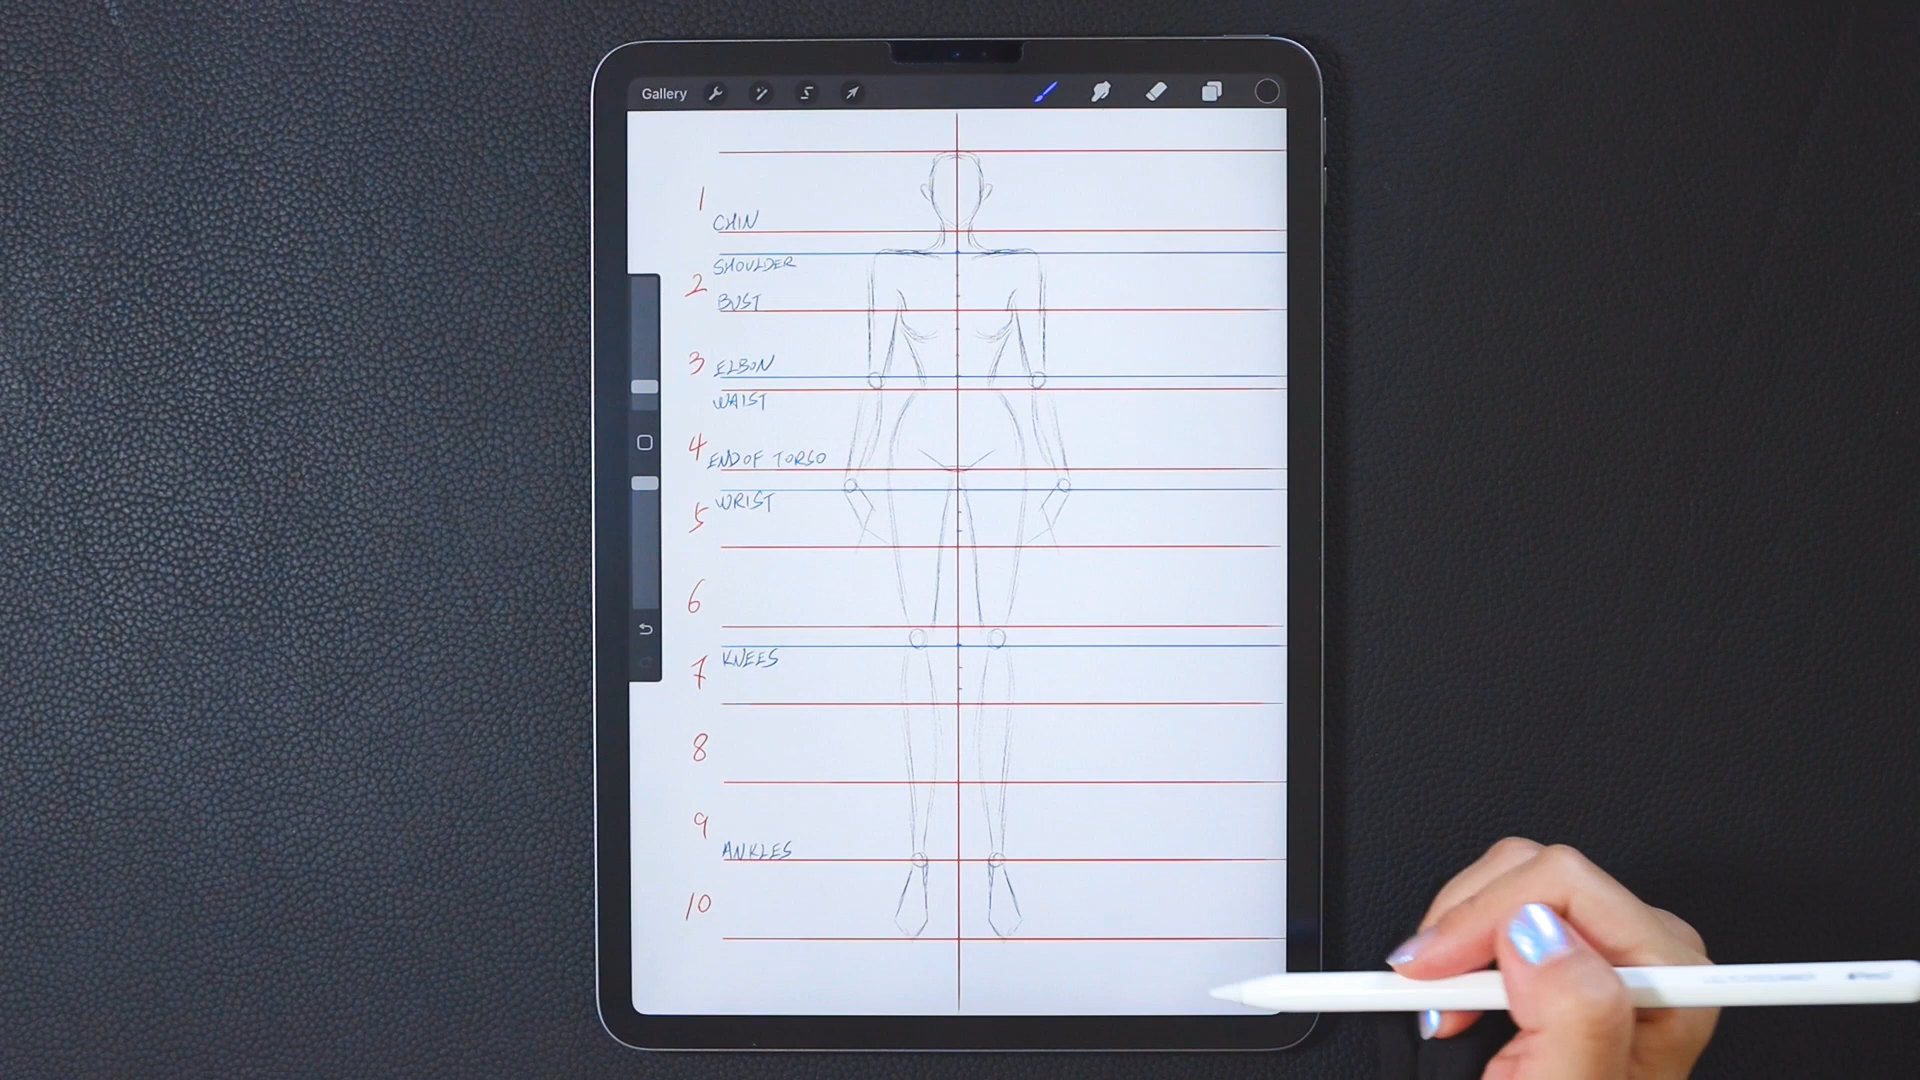 Gallery
1
CHIN
SHOULDER
2
BUST
3
ELBON
WAIST
4
END OF TORSO
WRIST
5
6
KNEES
7
8
9
ANKLES
10